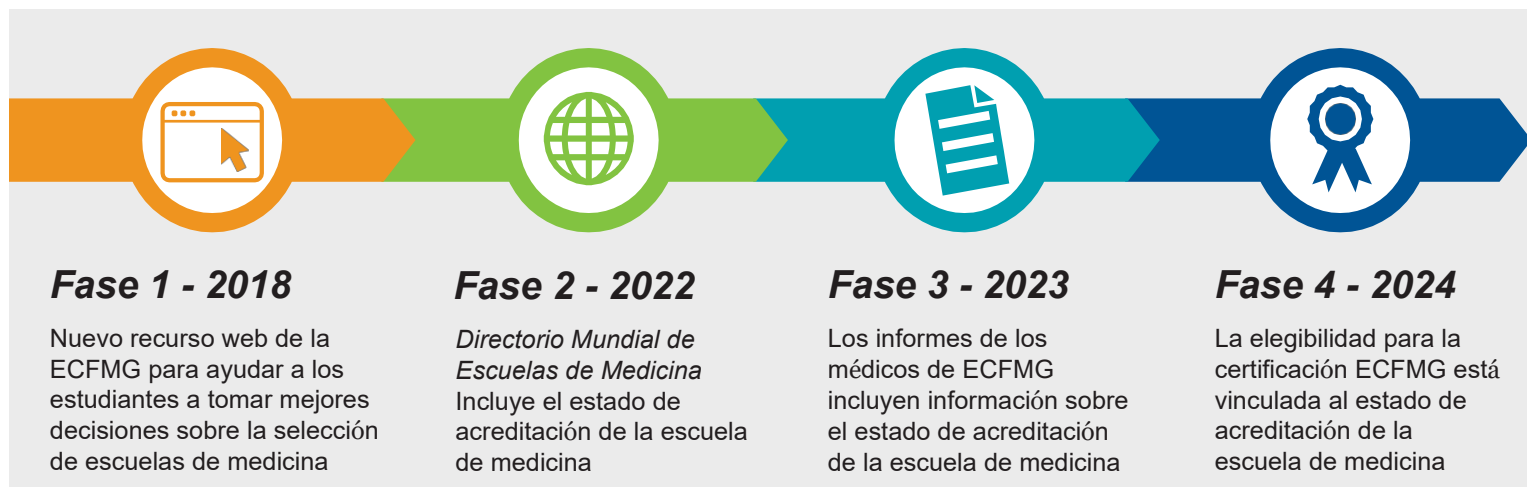 Fase 1 - 2018
Nuevo recurso web de la
ECFMG para ayudar a los
estudiantes a tomar mejores
decisiones sobre la selección
de escuelas de medicina
Fase 2 - 2022
Directorio Mundial de
Escuelas de Medicina
Incluye el estado de
acreditación de la escuela
de medicina
Fase 3 - 2023
Los informes de los
médicos de ECFMG
incluyen información sobre
el estado de acreditación
de la escuela de medicina
Fase 4 - 2024
La elegibilidad para la
certificación ECFMG está
vinculada al estado de
acreditación de la
escuela de medicina